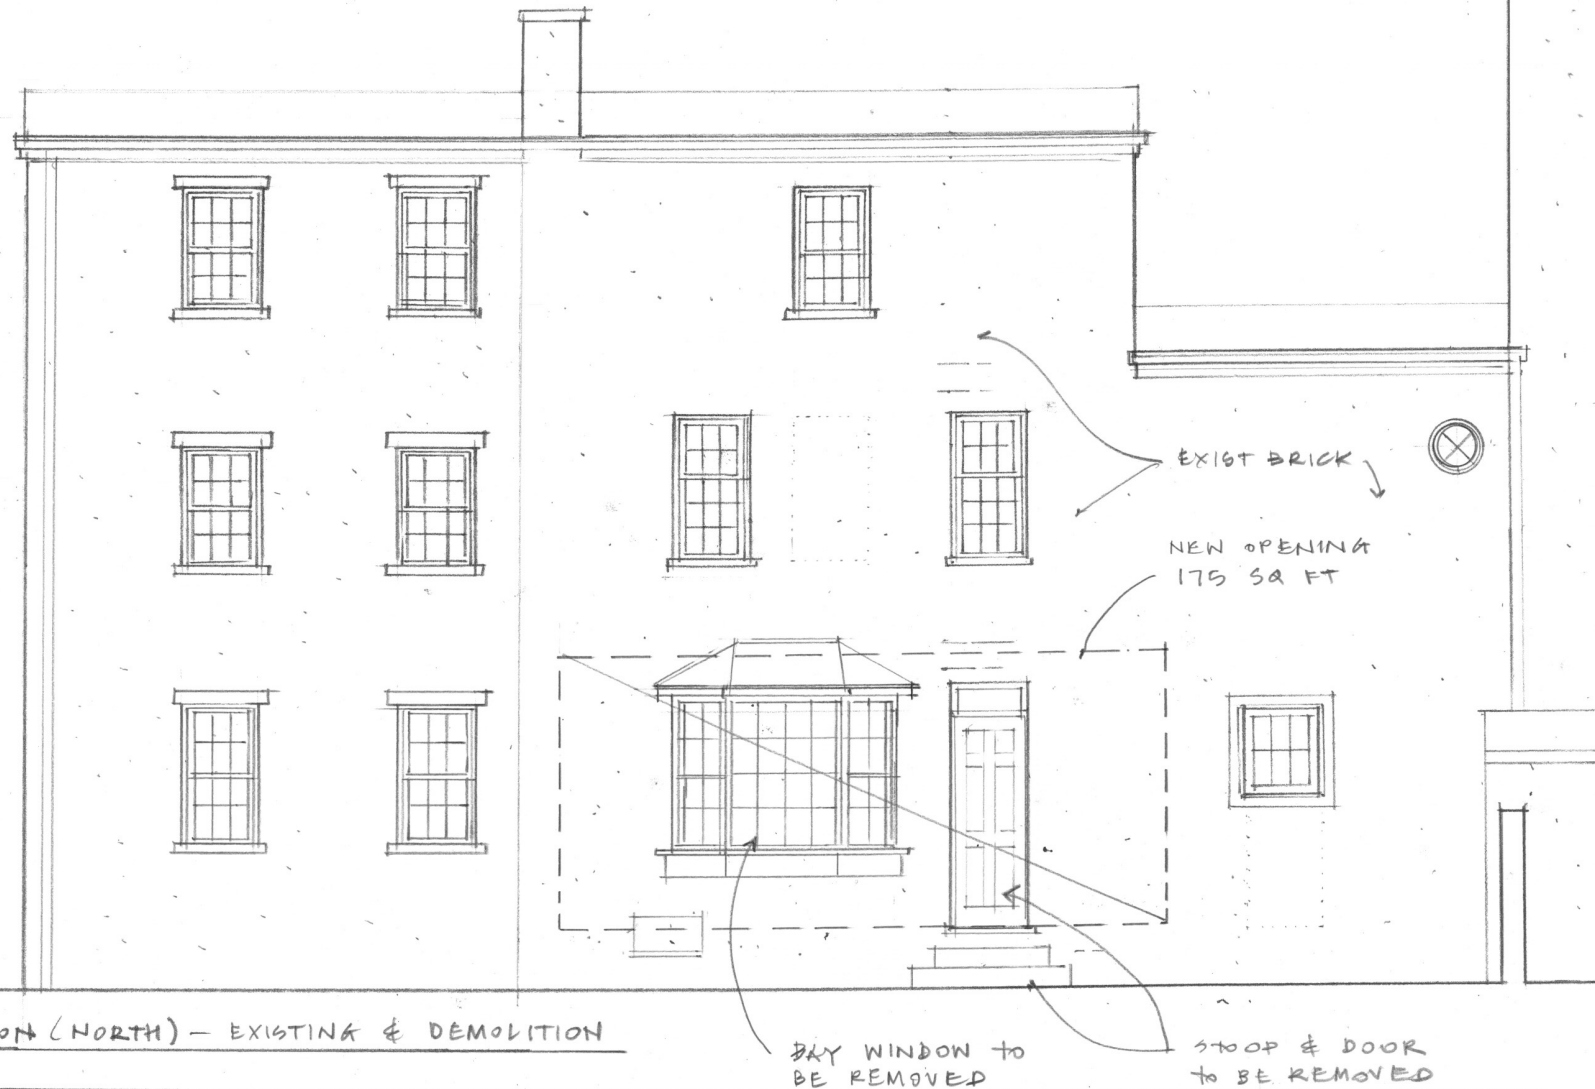 EXIST BRICK
NEW OPENING
175 SQ FT
ON (NORTH) – EXISTING & DEMOLITION
BAY WINDOW TO
BE REMOVED
STOOP & DOOR
TO BE REMOVED